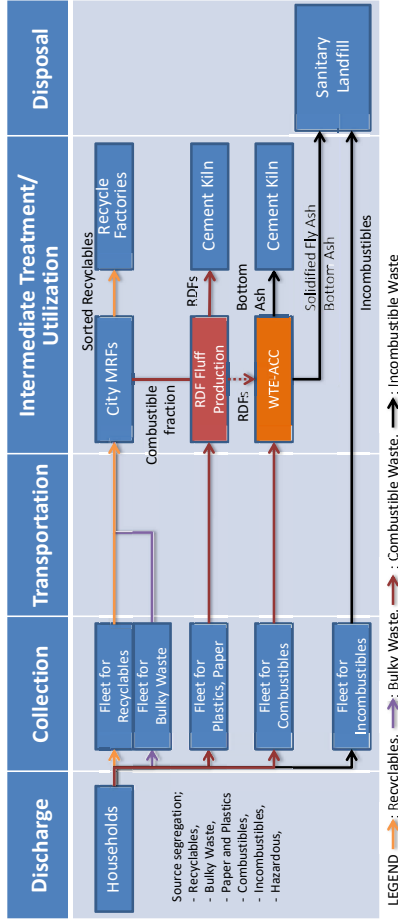 Discharge
Collection
Transportation
Intermediate Treatment/
Utilization
Disposal
Households
Source segregation;
- Recyclables,
- Bulky Waste,
- Paper and Plastics
- Combustibles,
- Incombustibles,
- Hazardous,
Fleet for
Recyclables
Fleet for
Bulky Waste
Fleet for
Plastics, Paper
Fleet for
Combustibles
Fleet for
Incombustibles
City MRFs
Sorted Recyclables
Recycle
Factories
Combustible
fraction
RDF Fluff
Production
RDFs
Cement Kiln
RDFs
WTE-ACC
Bottom
Ash
Cement Kiln
Solidified Fly Ash
Bottom Ash
Incombustibles
Sanitary
Landfill
LEGEND : Recyclables, : Bulky Waste, : Combustible Waste, : Incombustible Waste